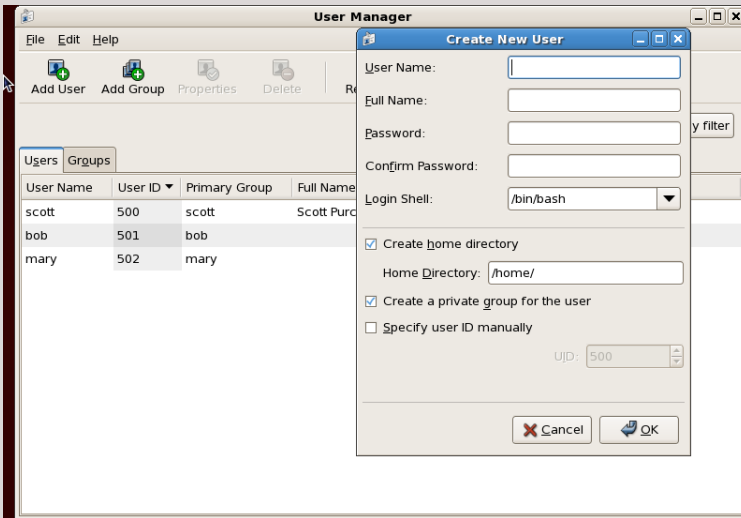 User Manager
File Edit Help
Add User Add Group Properties Delete
y filter
Users Groups
User Name User ID Primary Group Full Name
scott 500 scott Scott Purc
bob 501 bob
mary 502 mary
Create New User
User Name:
Full Name:
Password:
Confirm Password:
Login Shell: /bin/bash
Create home directory
Home Directory: /home/
Create a private group for the user
Specify user ID manually
UID: 500
Cancel OK